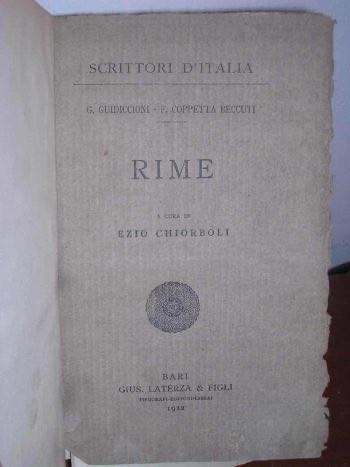 SCRITTORI D'ITALIA
G. GUIDICCIONI - F. COPPETTA BECCUTI
RIME
A CURA DI
EZIO CHIORBOLI
BARI
GIUS. LATERZA & FIGLI
TIPOGRAFI-EDITORI-LIBRAI
1912